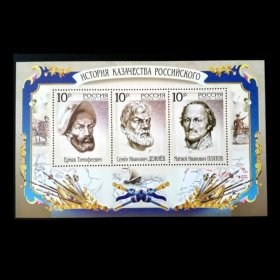 ИСТОРИЯ КАЗАЧЕСТВА РОССИЙСКОГО
10Р РОССИЯ
10Р РОССИЯ
10Р РОССИЯ
Ермак Тимофеевич
Семён Иванович ДЕЖНЁВ
Матвей Иванович ПЛАТОВ